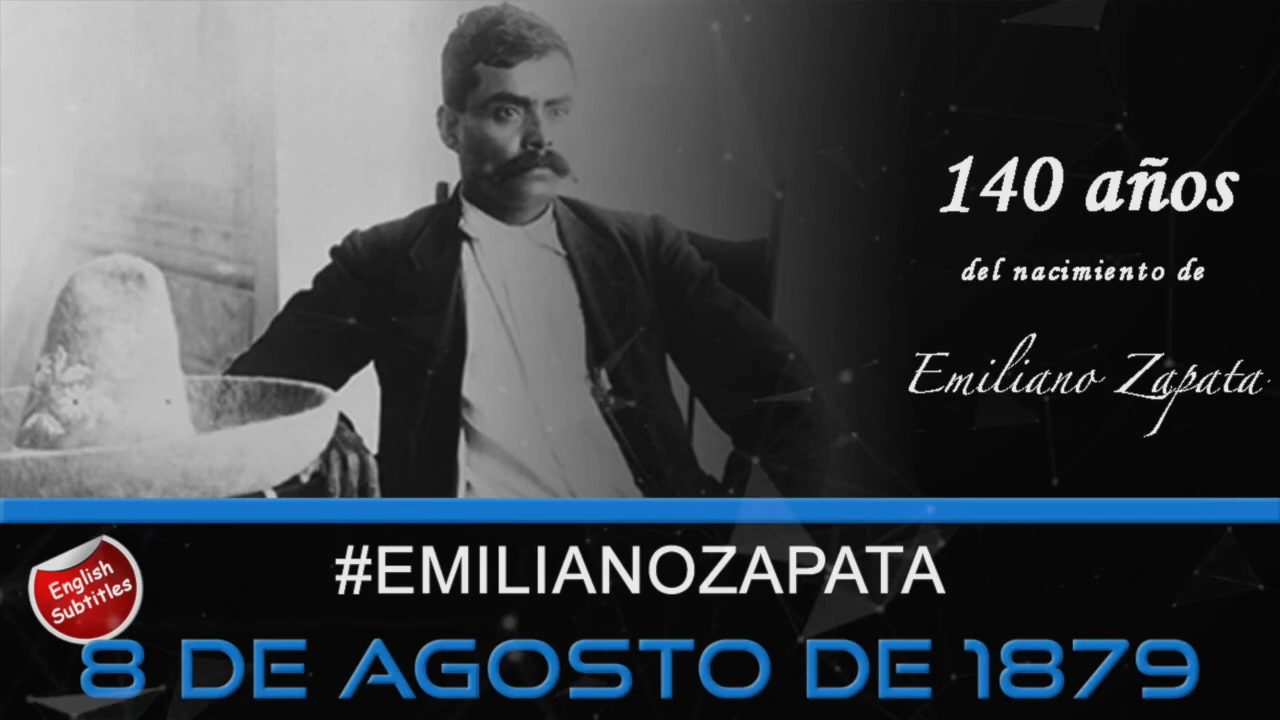 140 años
del nacimiento de
Emiliano Zapata
#EMILIANOZAPATA
English
Subtitles
8 DE AGOSTO DE 1879